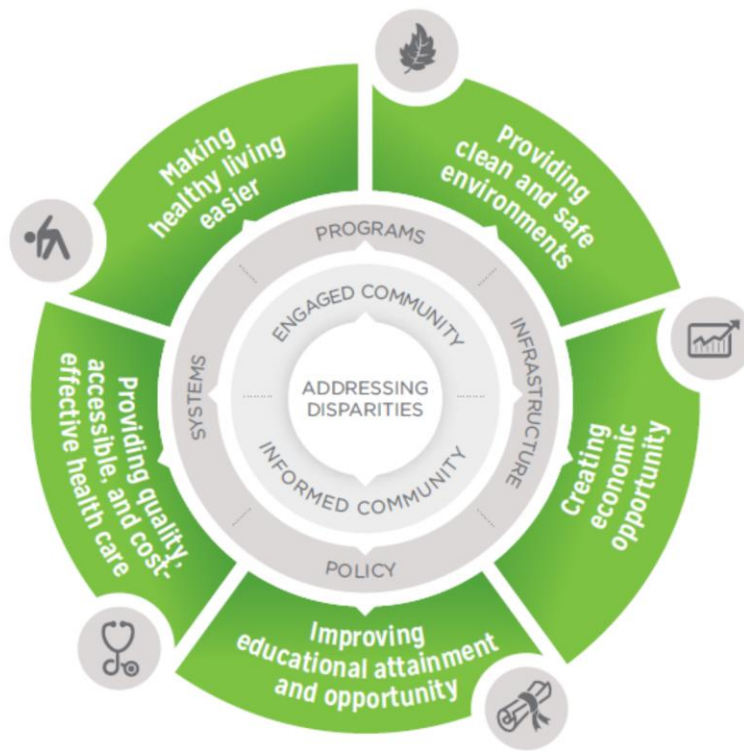 Making
healthy living
easier
Providing
clean and safe
environments
PROGRAMS
ENGAGED COMMUNITY
SYSTEMS
INFRASTRUCTURE
ADDRESSING
DISPARITIES
INFORMED COMMUNITY
POLICY
Providing quality,
accessible, and cost-
effective health care
Creating
economic
opportunity
Improving
educational attainment
and opportunity